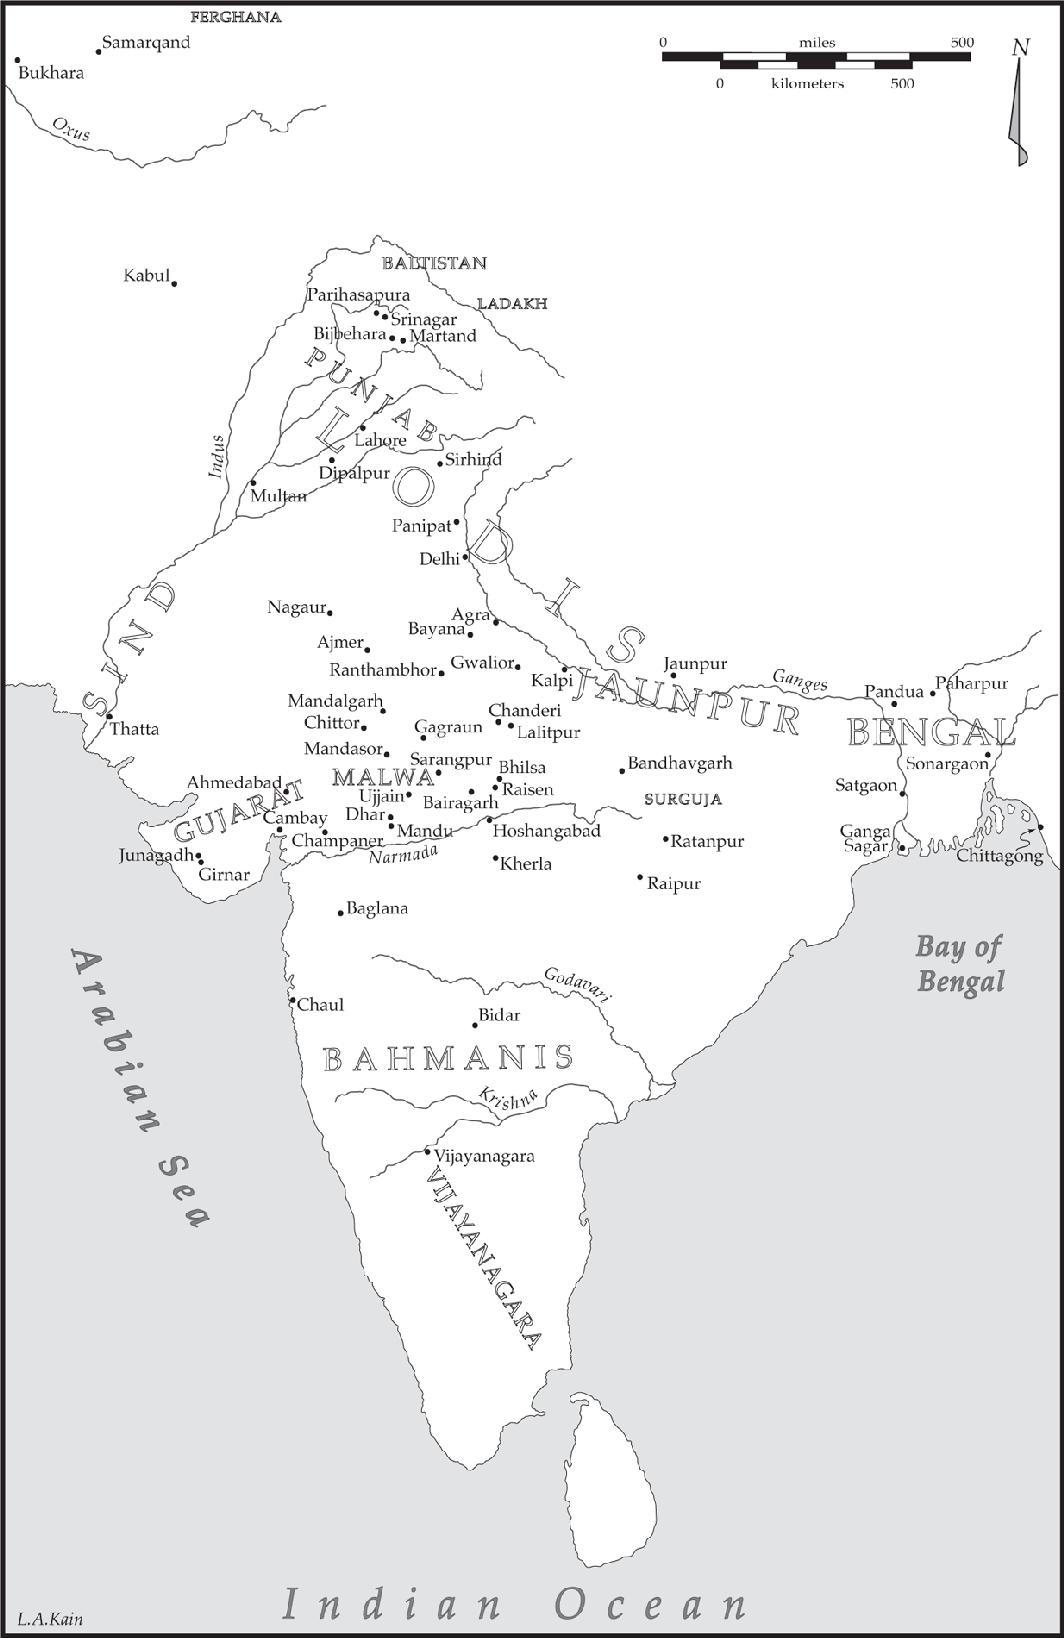 FERGHANA
Samarqand
Bukhara
Oxus
0 miles 500
0 kilometers 500
N
Kabul
BALTISTAN
LADAKH
Parihasapura
Srinagar
Bijbehara
Martand
PUNJAB
LODIS
Lahore
Indus
Sirhind
Dipalpur
Multan
Panipat
Delhi
SIND
Nagaur
Agra
Bayana
Ajmer
Ranthambhor
Gwalior
Kalpi
Jaunpur
JAUNPUR
Ganges
Pandua
Paharpur
BENGAL
Mandalgarh
Chittor
Gagraun
Chanderi
Lalitpur
Thatta
Mandasor
Sarangpur
Bhilsa
Bandhavgarh
Sonargaon
MALWA
Ahmedabad
GUJARAT
Ujjain
Bairagarh
Raisen
SURGUJA
Satgaon
Cambay
Dhar
Mandu
Hoshangabad
Champaner
Narmada
Ratanpur
Ganga
Sagar
Chittagong
Junagadh
Girnar
Kherla
Raipur
Baglana
Bay of
Bengal
Arabian Sea
Godavari
Chaul
Bidar
BAHMANIS
Krishna
Vijayanagara
VIJAYANAGARA
Indian Ocean
L.A.Kain